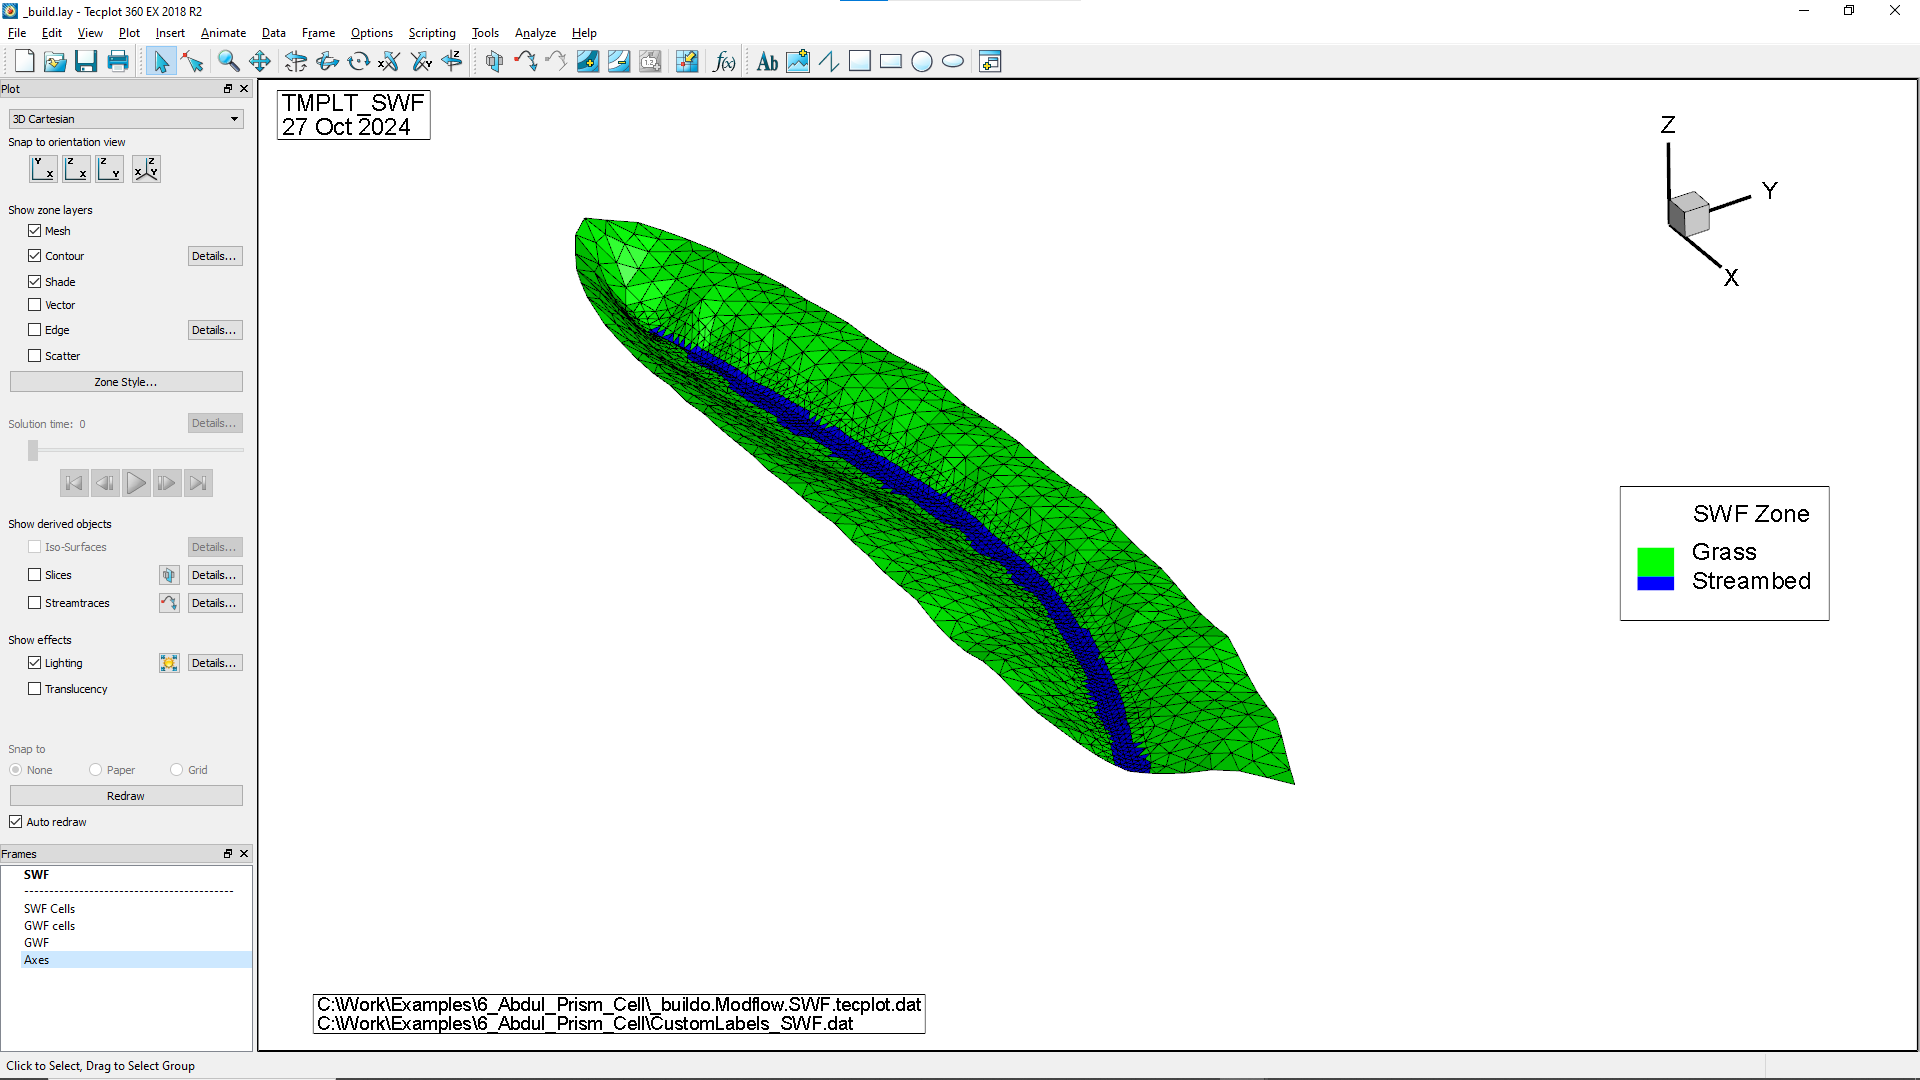 _build.lay - Tecplot 360 EX 2018 R2
File Edit View Plot Insert Animate Data Frame Options Scripting Tools Analyze Help
Plot
3D Cartesian
Snap to orientation view
Y X Z X Z Y Z X Y
Show zone layers
Mesh
Contour Details...
Shade
Vector
Edge Details...
Scatter
Zone Style...
Solution time: 0 Details...
Show derived objects
Iso-Surfaces Details...
Slices Details...
Streamtraces Details...
Show effects
Lighting Details...
Translucency
Snap to
None Paper Grid
Redraw
Auto redraw
Frames
SWF
SWF Cells
GWF cells
GWF
Axes
Click to Select, Drag to Select Group
1.2
f(x)
Ab
TMPLT_SWF
27 Oct 2024
Z
Y
X
SWF Zone
Grass
Streambed
C:\Work\Examples\6_Abdul_Prism_Cell\_buildo.Modflow.SWF.tecplot.dat
C:\Work\Examples\6_Abdul_Prism_Cell\CustomLabels_SWF.dat